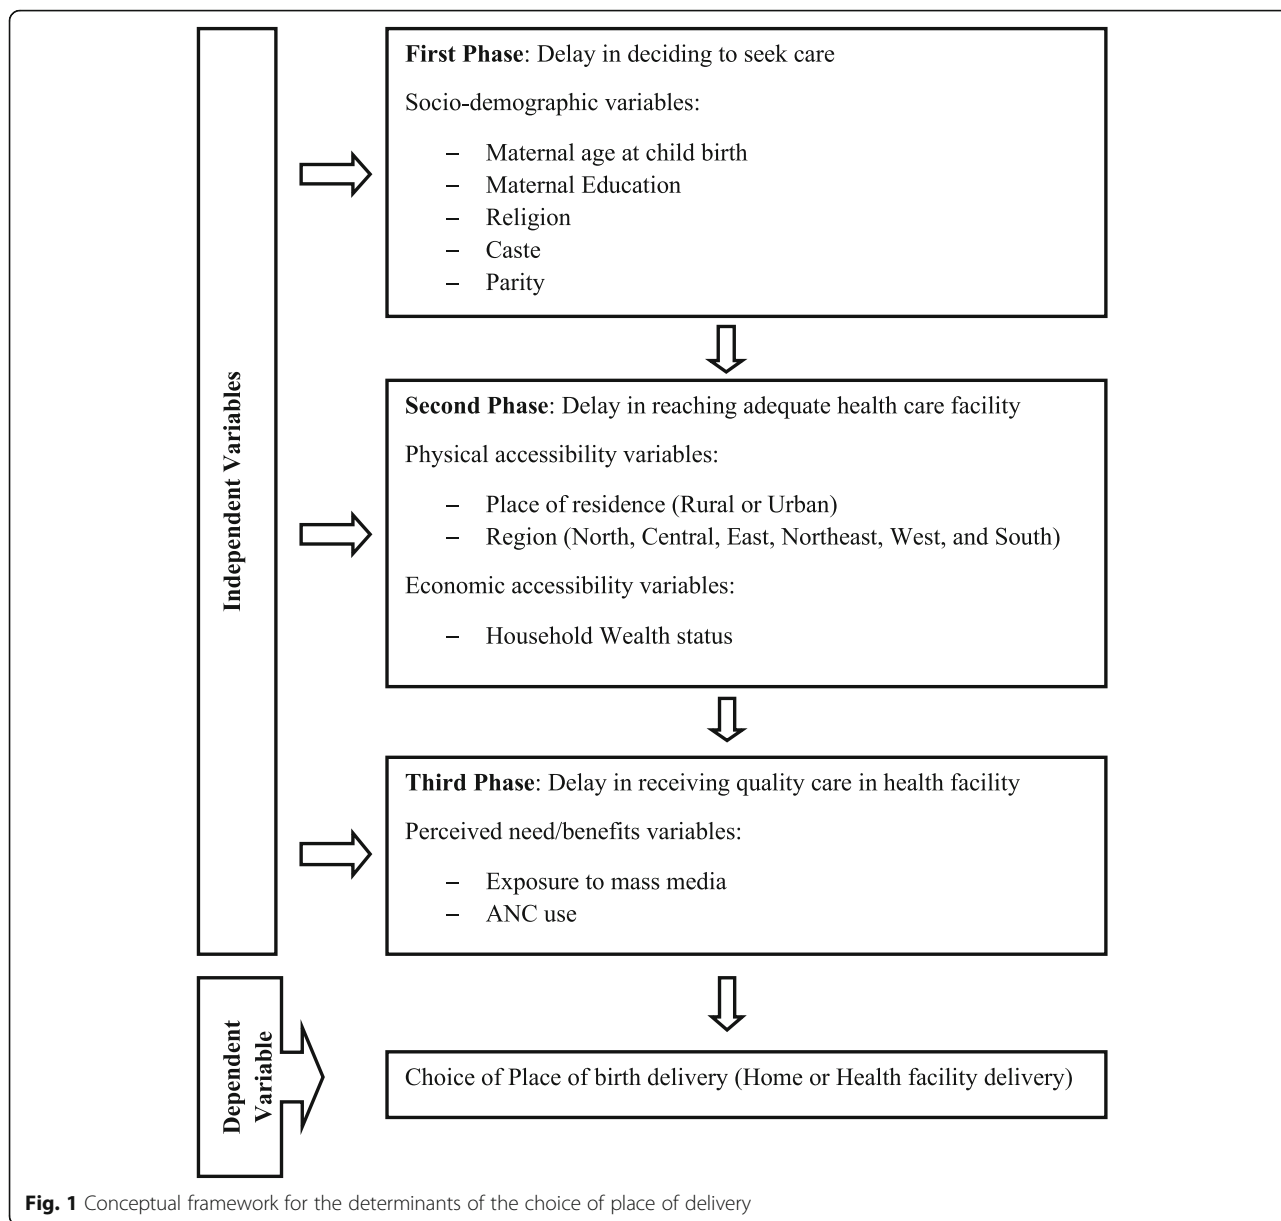 Independent Variables
First Phase: Delay in deciding to seek care
Socio-demographic variables:
– Maternal age at child birth
– Maternal Education
– Religion
– Caste
– Parity
Second Phase: Delay in reaching adequate health care facility
Physical accessibility variables:
– Place of residence (Rural or Urban)
– Region (North, Central, East, Northeast, West, and South)
Economic accessibility variables:
– Household Wealth status
Third Phase: Delay in receiving quality care in health facility
Perceived need/benefits variables:
– Exposure to mass media
– ANC use
Dependent
Variable
Choice of Place of birth delivery (Home or Health facility delivery)
Fig. 1 Conceptual framework for the determinants of the choice of place of delivery